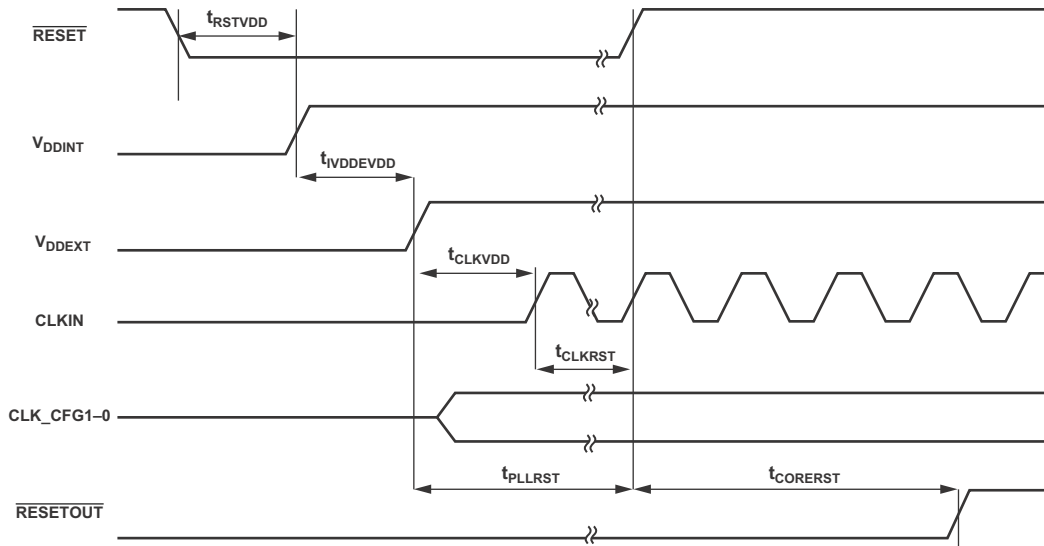 RESET
tRSTVDD
VDDINT
tIVDDEVDD
VDDEXT
tCLKVDD
CLKIN
tCLKRST
CLK_CFG1–0
tPLLRST
tCORERST
RESETOUT